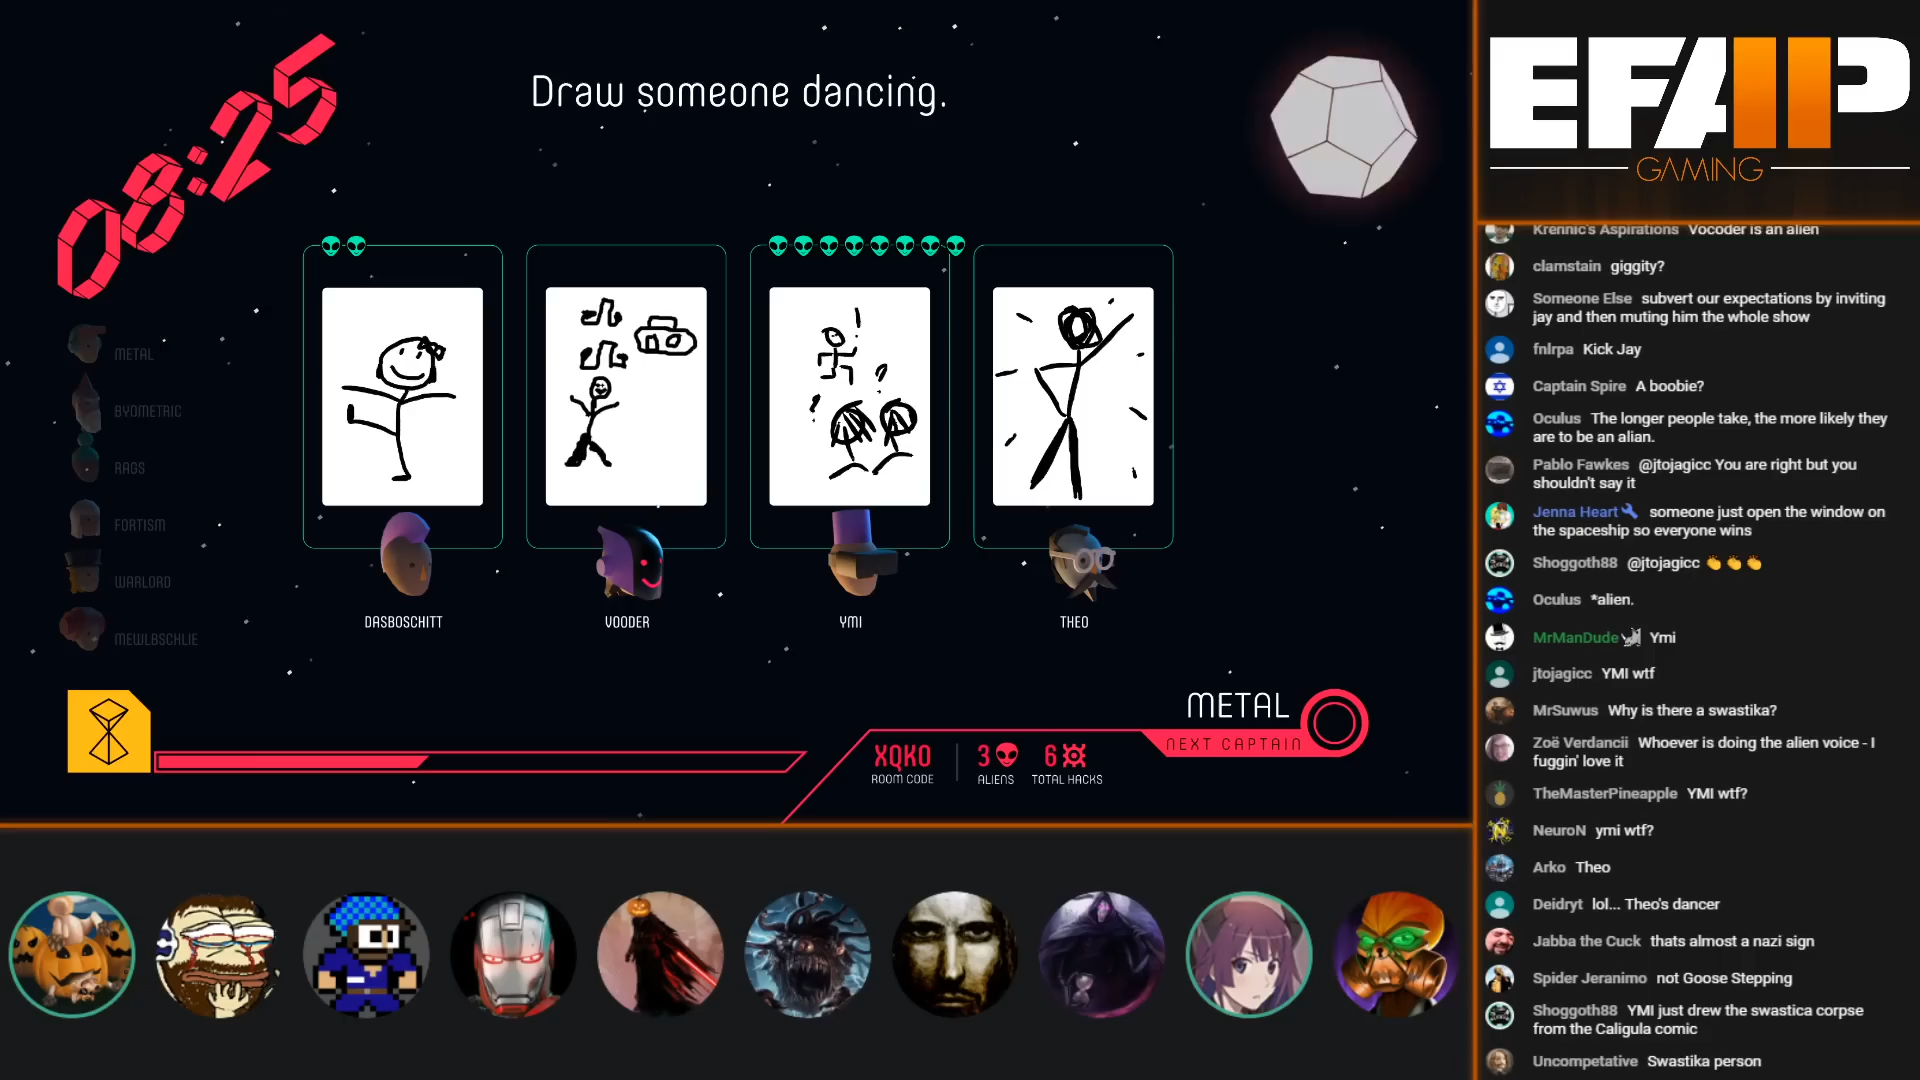 08:25
Draw someone dancing.
METAL
BYOMETRIC
RAGS
FORTISM
WARLORD
MEWLBSCHLIE
DASBOSCHITT
VOODER
YMI
THEO
METAL
NEXT CAPTAIN
XQKO
ROOM CODE
3
ALIENS
6
TOTAL HACKS
EFAP
GAMING
Krennic's Aspirations Vocoder is an alien
clamstain giggity?
Someone Else subvert our expectations by inviting
jay and then muting him the whole show
fnlrpa Kick Jay
Captain Spire A boobie?
Oculus The longer people take, the more likely they
are to be an alian.
Pablo Fawkes @jtojagicc You are right but you
shouldn't say it
Jenna Heart someone just open the window on
the spaceship so everyone wins
Shoggoth88 @jtojagicc 👏👏👏
Oculus *alien.
MrManDude Ymi
jtojagicc YMI wtf
MrSuwus Why is there a swastika?
Zoë Verdancii Whoever is doing the alien voice - I
fuggin' love it
TheMasterPineapple YMI wtf?
NeuroN ymi wtf?
Arko Theo
Deidryt lol... Theo's dancer
Jabba the Cuck thats almost a nazi sign
Spider Jeranimo not Goose Stepping
Shoggoth88 YMI just drew the swastica corpse
from the Caligula comic
Uncompetative Swastika person